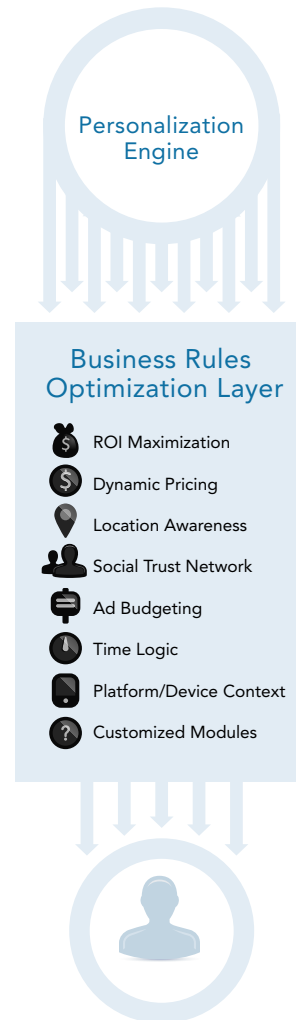 Personalization
Engine
Business Rules
Optimization Layer
$ ROI Maximization
$ Dynamic Pricing
Location Awareness
Social Trust Network
Ad Budgeting
Time Logic
Platform/Device Context
? Customized Modules